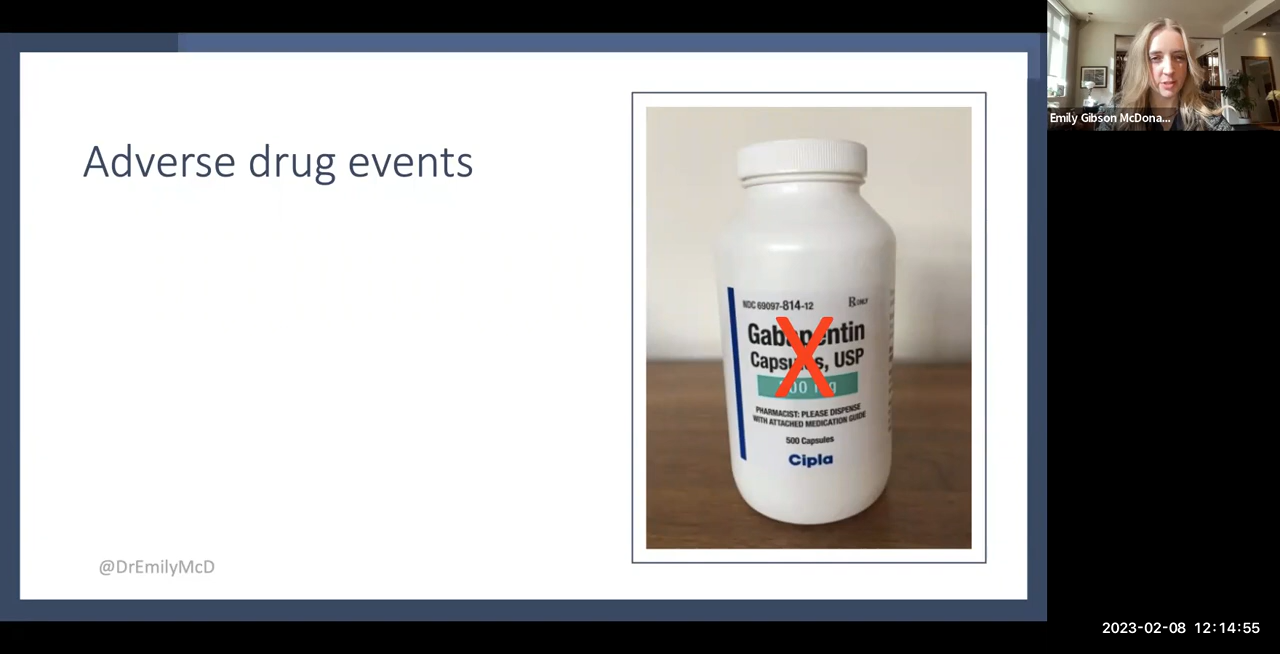 Emily Gibson McDona...
Adverse drug events
NDC 69097-814-12
Rx ONLY
Gabapentin
Capsules, USP
PHARMACIST: PLEASE DISPENSE
WITH ATTACHED MEDICATION GUIDE
500 Capsules
Cipla
@DrEmilyMcD
2023-02-08 12:14:55